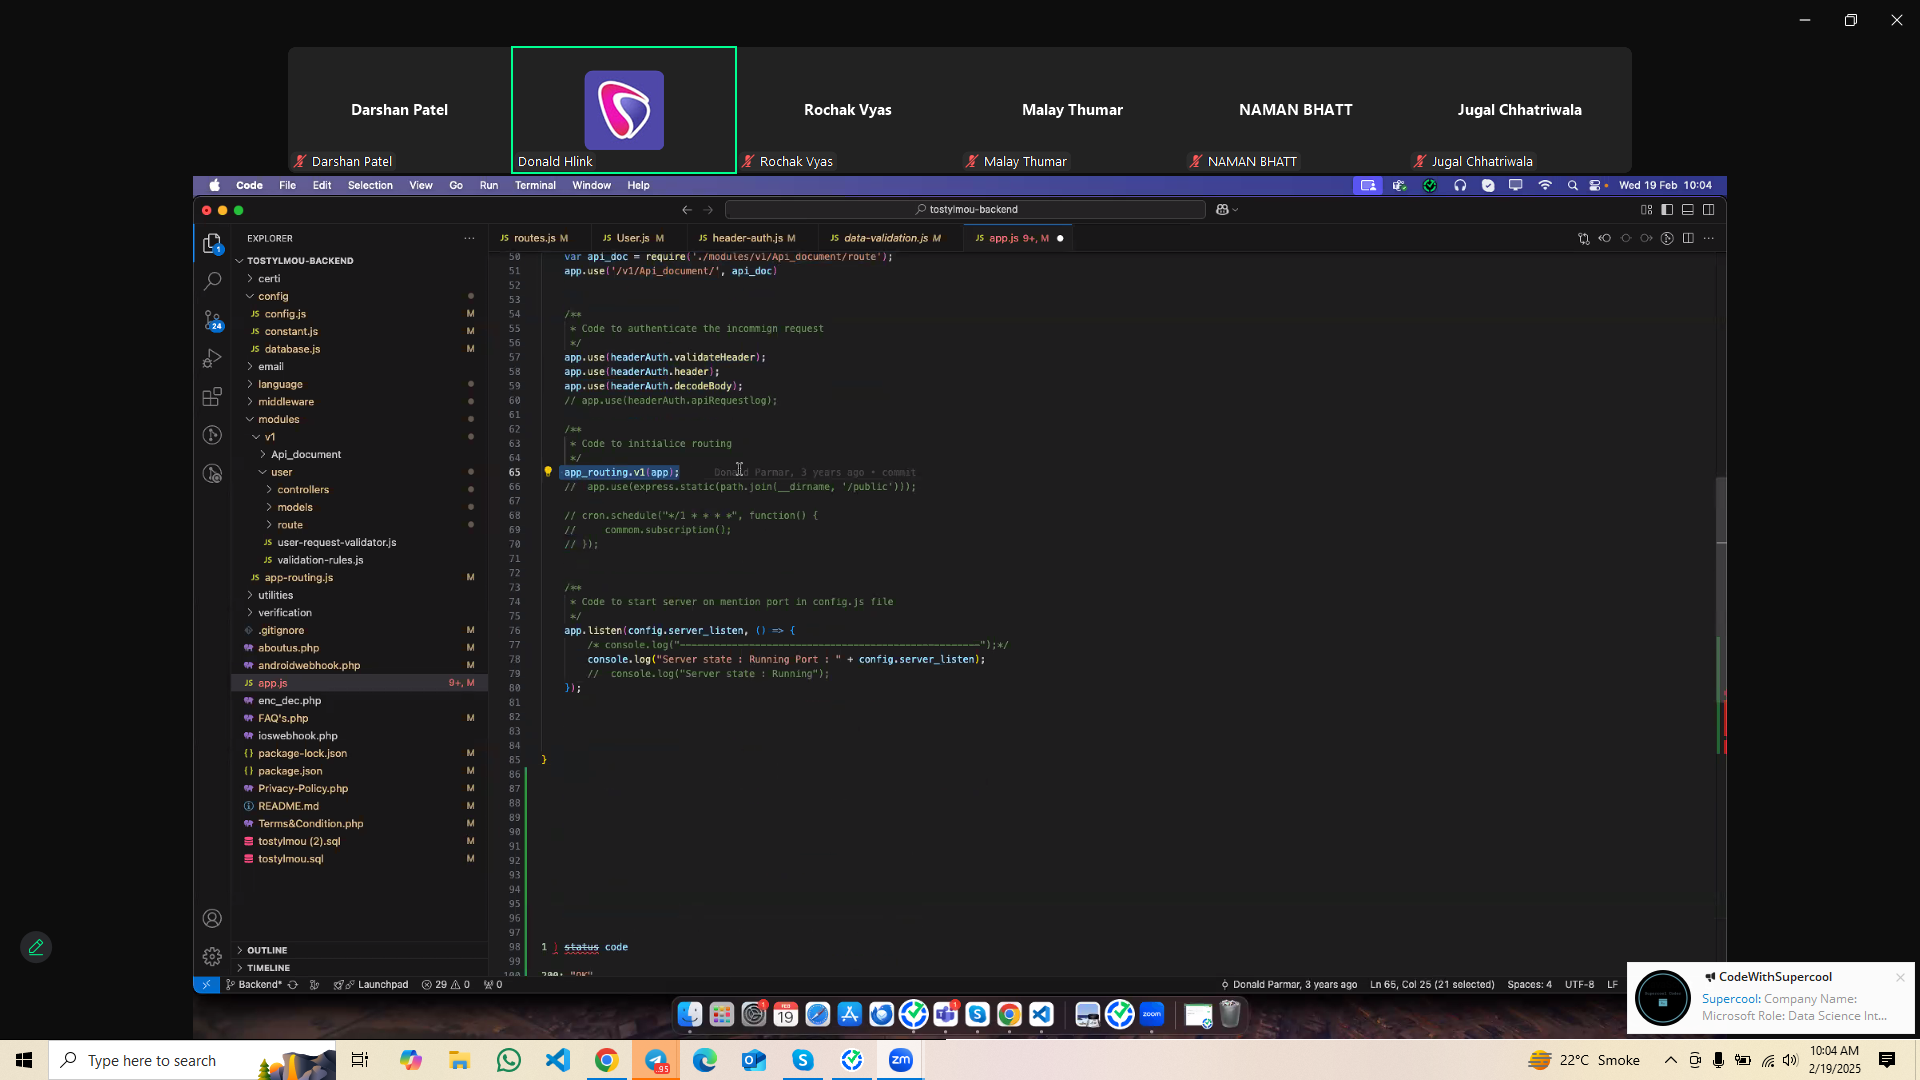 Darshan Patel
Rochak Vyas
Malay Thumar
NAMAN BHATT
Jugal Chhatriwala
Darshan Patel
Donald Hlink
Rochak Vyas
Malay Thumar
NAMAN BHATT
Jugal Chhatriwala
Code File Edit Selection View Go Run Terminal Window Help
Wed 19 Feb 10:04
tostylmou-backend
EXPLORER
routes.js M
User.js M
header-auth.js M
data-validation.js M
app.js 9+, M
TOSTYLMOU-BACKEND
certi
config
config.js M
constant.js M
database.js M
email
language
middleware
modules
v1
Api_document
user
controllers
models
route
user-request-validator.js
validation-rules.js
app-routing.js M
utilities
verification
.gitignore M
aboutus.php M
androidwebhook.php M
app.js 9+, M
enc_dec.php
FAQ's.php M
ioswebhook.php
package-lock.json M
package.json M
Privacy-Policy.php M
README.md M
Terms&Condition.php M
tostylmou (2).sql M
tostylmou.sql M
OUTLINE
TIMELINE
50 var api_doc = require('./modules/v1/Api_document/route');
51 app.use('/v1/Api_document/', api_doc)
52
53
54 /**
55 * Code to authenticate the incommign request
56 */
57 app.use(headerAuth.validateHeader);
58 app.use(headerAuth.header);
59 app.use(headerAuth.decodeBody);
60 // app.use(headerAuth.apiRequestlog);
61
62 /**
63 * Code to initialice routing
64 */
65 app_routing.v1(app); Donald Parmar, 3 years ago • commit
66 // app.use(express.static(path.join(__dirname, '/public')));
67
68 // cron.schedule("*/1 * * * *", function() {
69 // commom.subscription();
70 // });
71
72
73 /**
74 * Code to start server on mention port in config.js file
75 */
76 app.listen(config.server_listen, () => {
77 /* console.log("-----------------------------------------------------");*/
78 console.log("Server state : Running Port : " + config.server_listen);
79 // console.log("Server state : Running");
80 });
81
82
83
84
85 }
86
87
88
89
90
91
92
93
94
95
96
97
98 1 ) status code
99
100 200: "OK"
Backend* Launchpad 29 0 0
Donald Parmar, 3 years ago Ln 65, Col 25 (21 selected) Spaces: 4 UTF-8 LF
CodeWithSupercool
Supercool: Company Name:
Microsoft Role: Data Science Int...
Type here to search
22°C Smoke
10:04 AM
2/19/2025